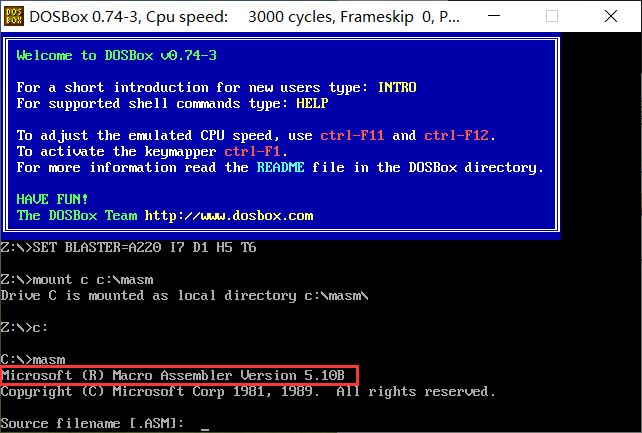 DOSBox 0.74-3, Cpu speed: 3000 cycles, Frameskip 0, P...
Welcome to DOSBox v0.74-3
For a short introduction for new users type: INTRO
For supported shell commands type: HELP
To adjust the emulated CPU speed, use ctrl-F11 and ctrl-F12.
To activate the keymapper ctrl-F1.
For more information read the README file in the DOSBox directory.
HAVE FUN!
The DOSBox Team http://www.dosbox.com
Z:\>SET BLASTER=A220 I7 D1 H5 T6
Z:\>mount c c:\masm
Drive C is mounted as local directory c:\masm\
Z:\>c:
C:\>masm
Microsoft (R) Macro Assembler Version 5.10B
Copyright (C) Microsoft Corp 1981, 1989.  All rights reserved.
Source filename [.ASM]: _